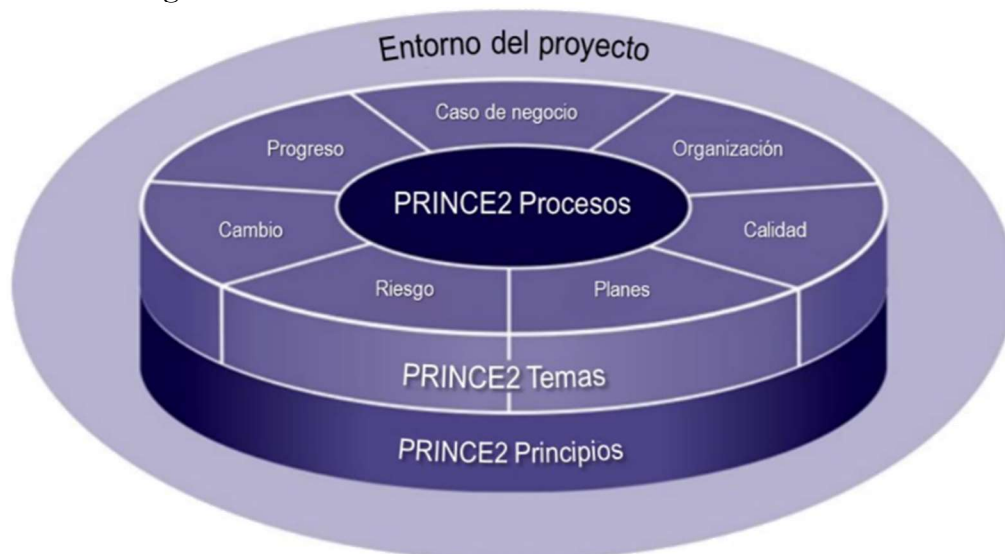 Entorno del proyecto
Caso de negocio
Progreso
Organización
PRINCE2 Procesos
Cambio
Calidad
Riesgo
Planes
PRINCE2 Temas
PRINCE2 Principios